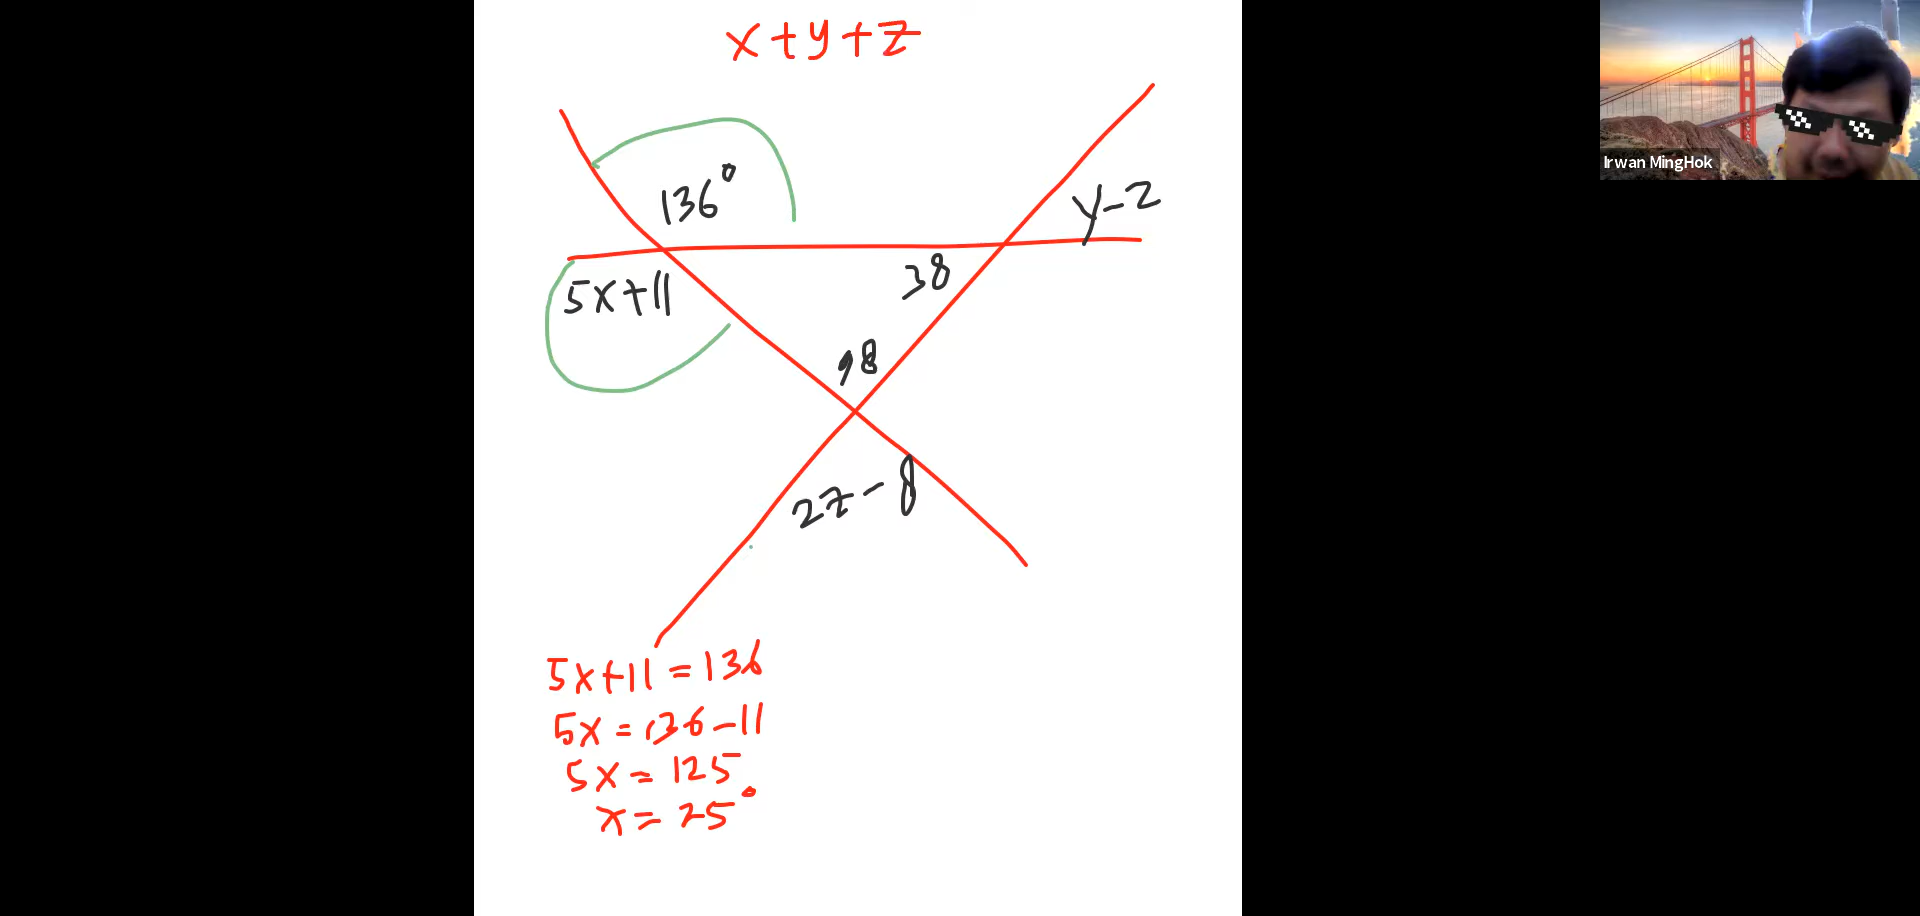 x+y+z
136°
y-2
5x+11
38
98
2z-8
5x+11=136
5x=136-11
5x=125
x=25°
Irwan MingHok